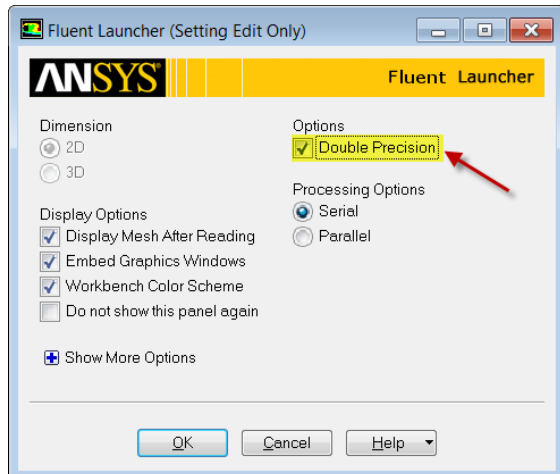 Fluent Launcher (Setting Edit Only)
ANSYS
Fluent Launcher
Dimension
2D
3D
Display Options
Display Mesh After Reading
Embed Graphics Windows
Workbench Color Scheme
Do not show this panel again
Show More Options
Options
Double Precision
Processing Options
Serial
Parallel
OK
Cancel
Help